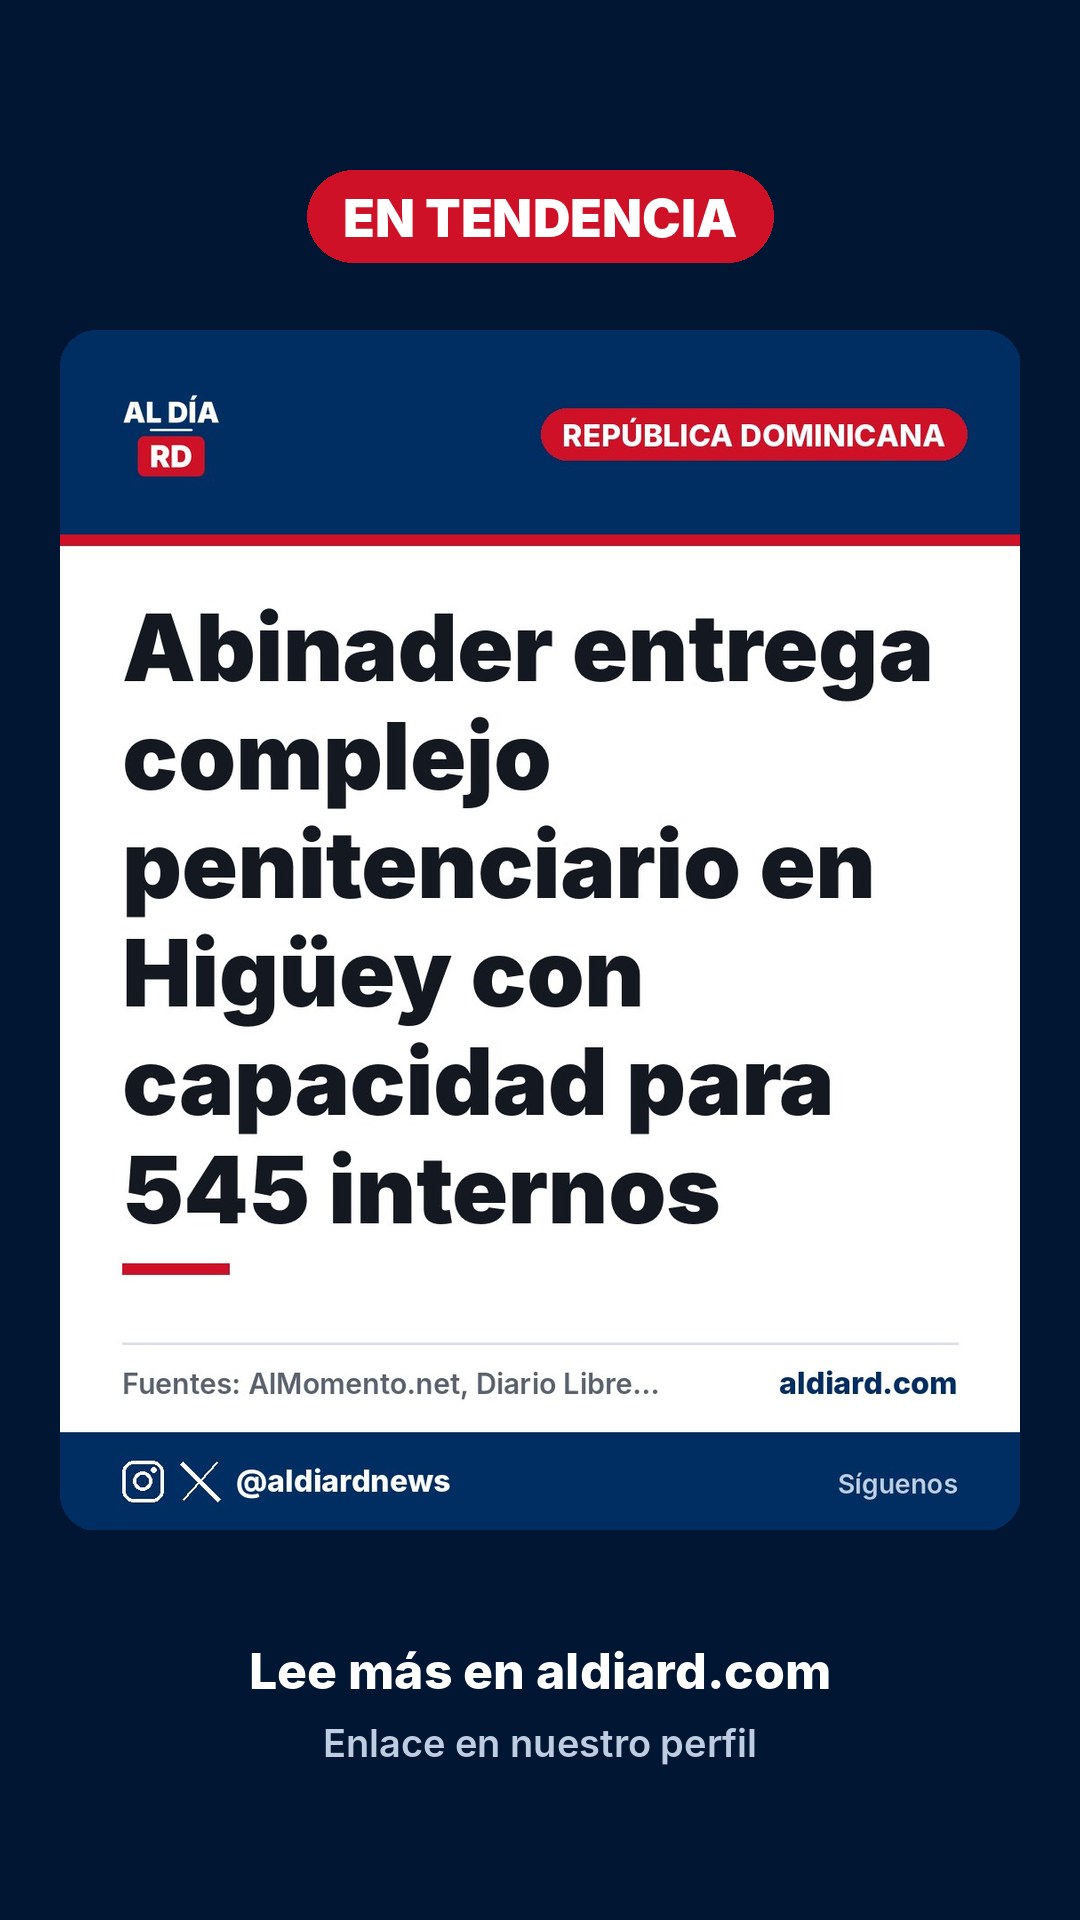 EN TENDENCIA
AL DÍA
RD
REPÚBLICA DOMINICANA
Abinader entrega
complejo
penitenciario en
Higüey con
capacidad para
545 internos
Fuentes: AlMomento.net, Diario Libre...
aldiard.com
@aldiardnews
Síguenos
Lee más en aldiard.com
Enlace en nuestro perfil